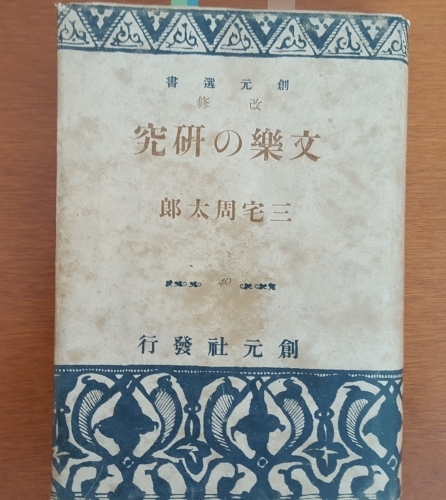 創元選書
改修
文樂の研究
三宅周太郎
40
創元社發行